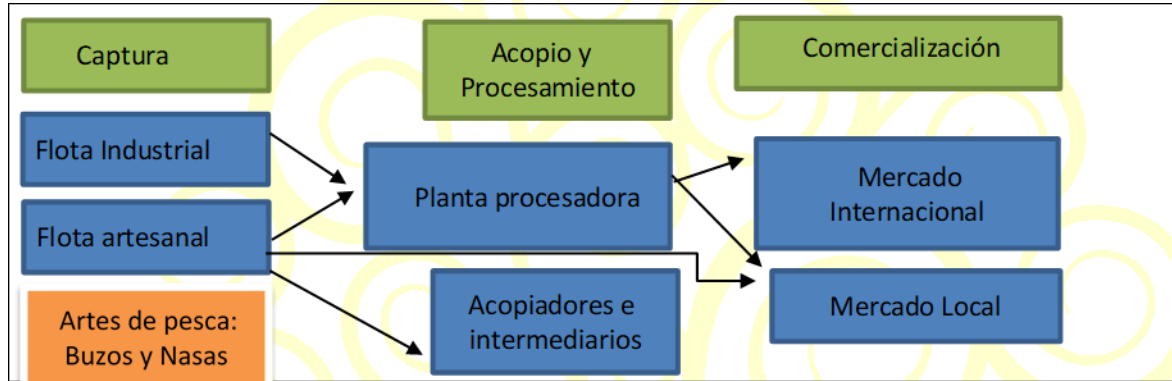 Captura
Acopio y
Procesamiento
Comercialización
Flota Industrial
Flota artesanal
Planta procesadora
Mercado
Internacional
Artes de pesca:
Buzos y Nasas
Acopiadores e
intermediarios
Mercado Local